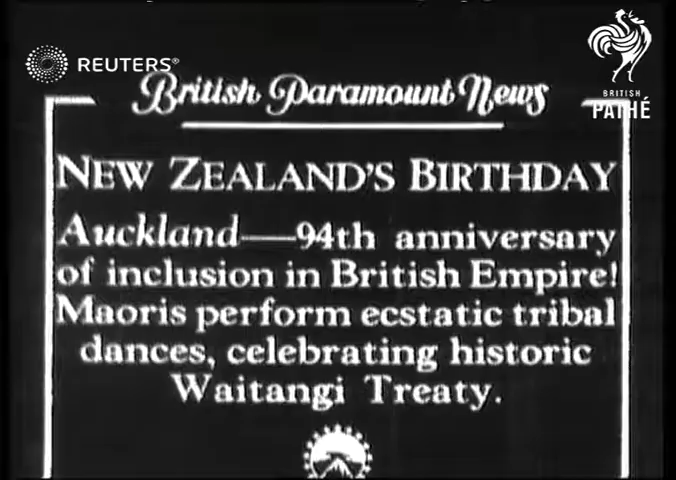 REUTERS®
BRITISH
PATHÉ
British Paramount News
NEW ZEALAND'S BIRTHDAY
Auckland—94th anniversary
of inclusion in British Empire!
Maoris perform ecstatic tribal
dances, celebrating historic
Waitangi Treaty.